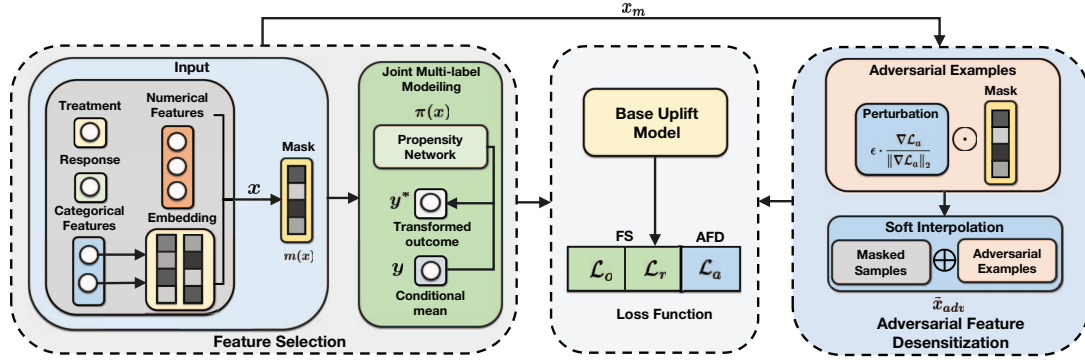 x_m
Input
Treatment
Numerical
Features
Response
Categorical
Features
Embedding
x
Mask
m(x)
Joint Multi-label
Modeiling
π(x)
Propensity
Network
y*
Transformed
outcome
y
Conditional
mean
Feature Selection
Base Uplift
Model
FS
AFD
ℒ_o ℒ_r ℒ_a
Loss Function
Adversarial Examples
Perturbation
ϵ · ∇ℒ_a / ‖∇ℒ_a‖_2
⊙
Mask
Soft Interpolation
Masked
Samples
⊕
Adversarial
Examples
x̃_adv
Adversarial Feature
Desensitization